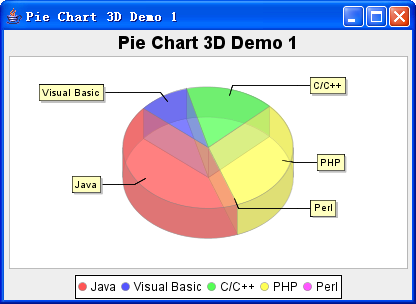 Pie Chart 3D Demo 1
Pie Chart 3D Demo 1
Visual Basic
C/C++
PHP
Java
Perl
Java Visual Basic C/C++ PHP Perl